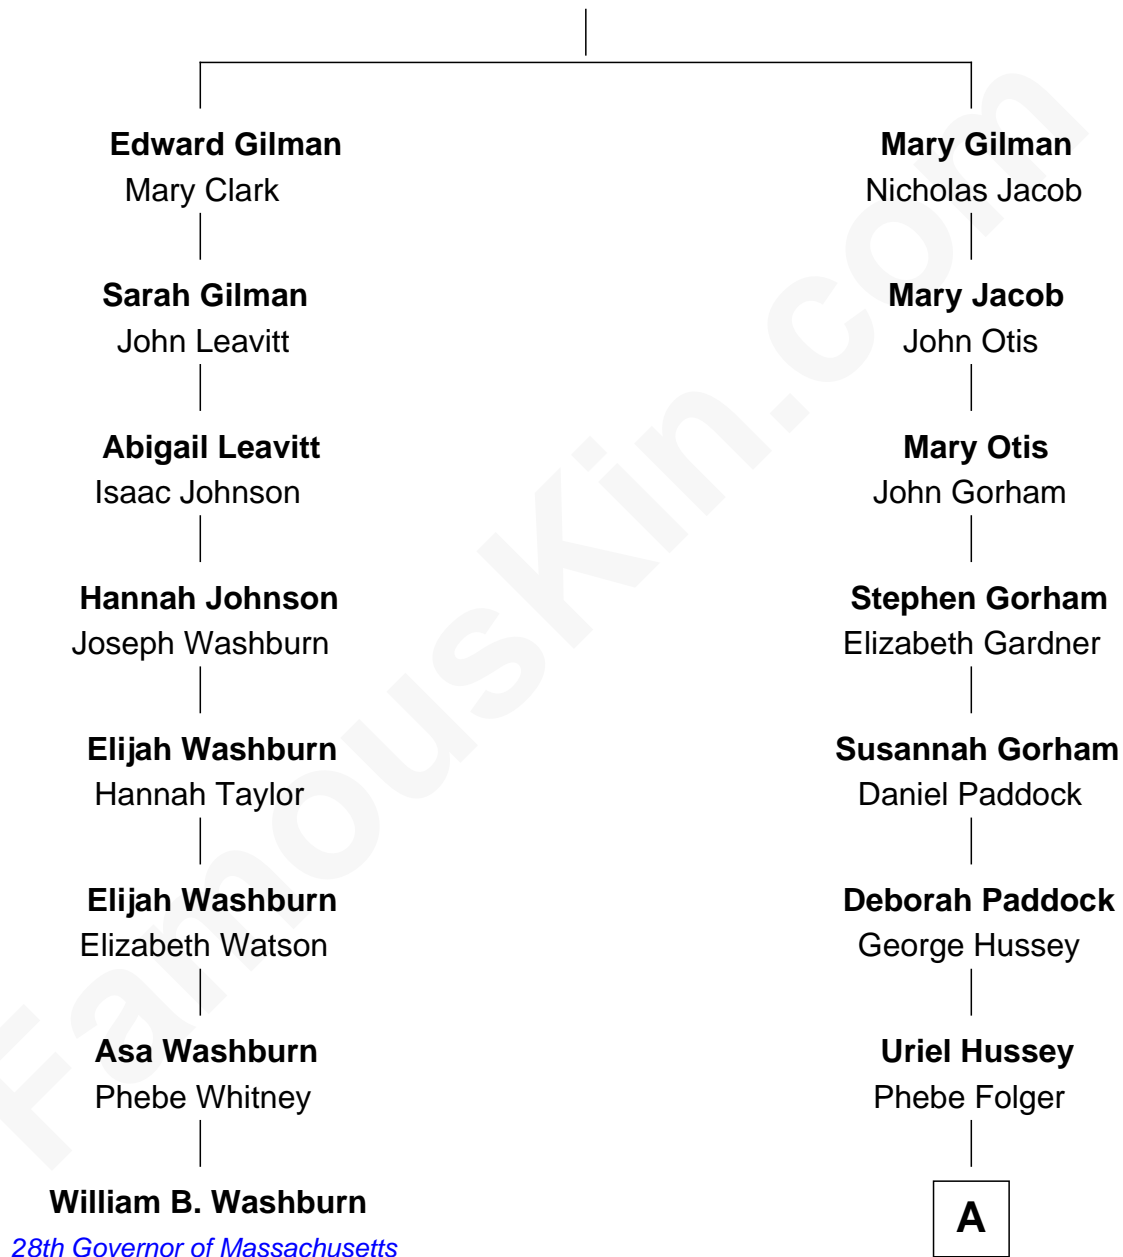 Edward Gilman
Mary Clark
Sarah Gilman
John Leavitt
Abigail Leavitt
Isaac Johnson
Hannah Johnson
Joseph Washburn
Elijah Washburn
Hannah Taylor
Elijah Washburn
Elizabeth Watson
Asa Washburn
Phebe Whitney
William B. Washburn
28th Governor of Massachusetts
Mary Gilman
Nicholas Jacob
Mary Jacob
John Otis
Mary Otis
John Gorham
Stephen Gorham
Elizabeth Gardner
Susannah Gorham
Daniel Paddock
Deborah Paddock
George Hussey
Uriel Hussey
Phebe Folger
A
FamousKin.com